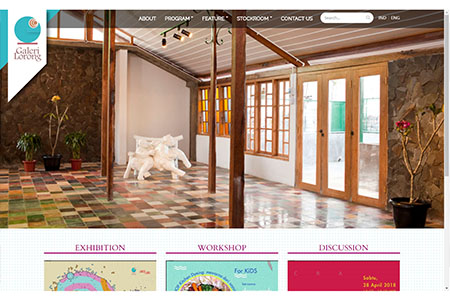 ABOUT PROGRAM FEATURE STOCKROOM CONTACT US Search... IND ENG
Galeri
Lorong
EXHIBITION WORKSHOP DISCUSSION
For KiDS
Sabtu,
28 April 2018